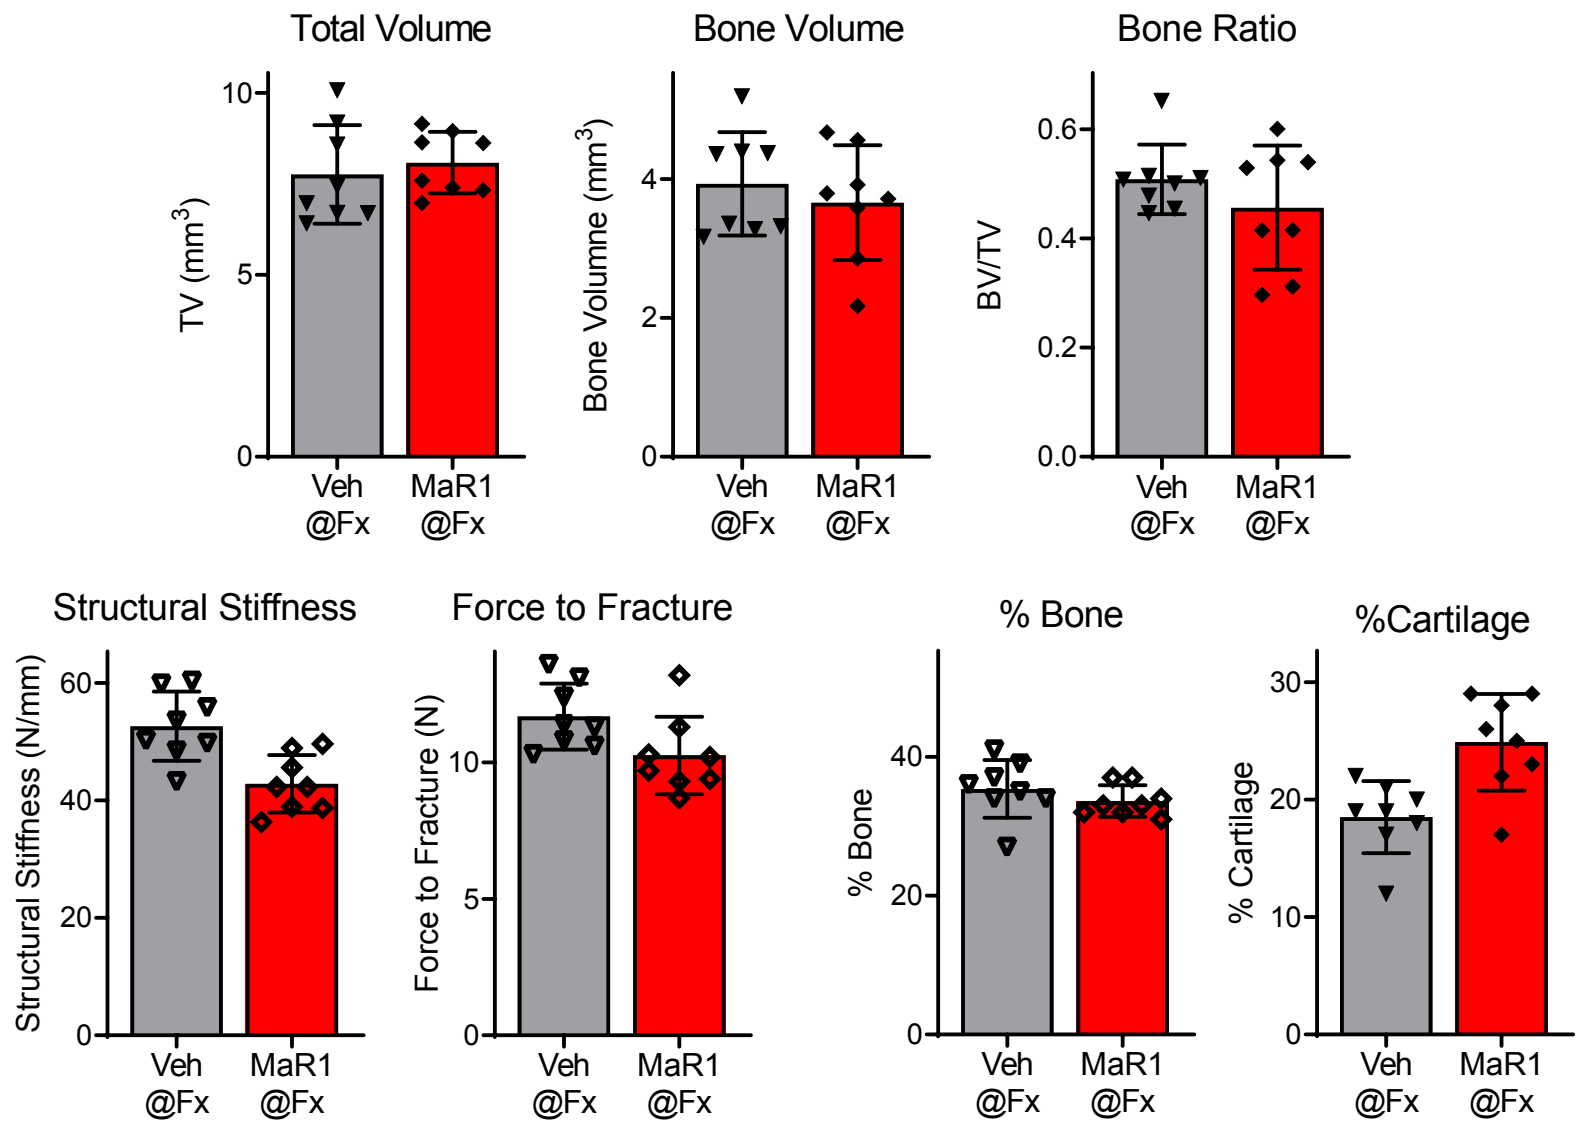 Total Volume
TV (mm3)
10
5
0
Veh
@Fx
MaR1
@Fx
Bone Volume
Bone Volumne (mm3)
4
2
0
Veh
@Fx
MaR1
@Fx
Bone Ratio
BV/TV
0.6
0.4
0.2
0.0
Veh
@Fx
MaR1
@Fx
Structural Stiffness
Structural Stiffness (N/mm)
60
40
20
0
Veh
@Fx
MaR1
@Fx
Force to Fracture
Force to Fracture (N)
10
5
0
Veh
@Fx
MaR1
@Fx
% Bone
% Bone
40
20
0
Veh
@Fx
MaR1
@Fx
%Cartilage
% Cartilage
30
20
10
0
Veh
@Fx
MaR1
@Fx